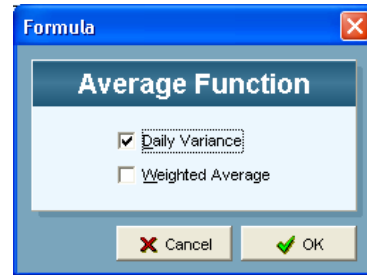 Formula
Average Function
Daily Variance
Weighted Average
Cancel
OK